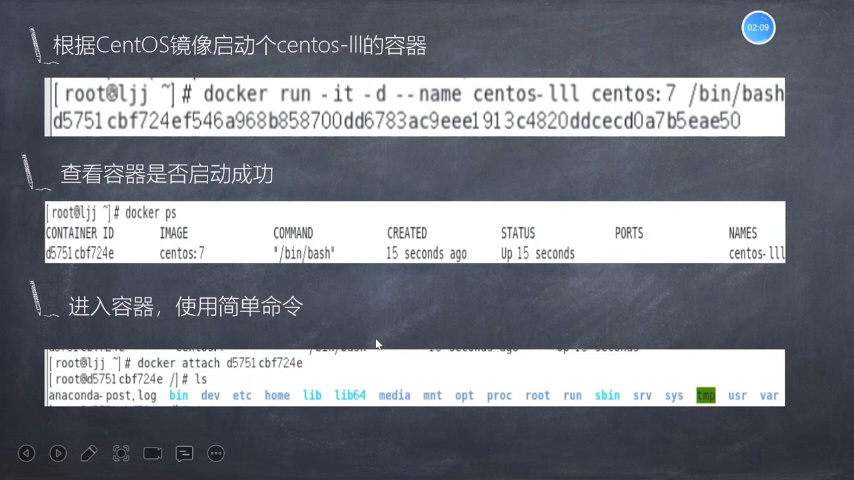 02:09
根据CentOS镜像启动个centos-lll的容器
[root@ljj ~]# docker run -it -d --name centos-lll centos:7 /bin/bash
d5751cbf724ef546a968b858700dd6783ac9eee1913c4820ddcecd0a7b5eae50
查看容器是否启动成功
[root@ljj ~]# docker ps
CONTAINER ID IMAGE COMMAND CREATED STATUS PORTS NAMES
d5751cbf724e centos:7 "/bin/bash" 15 seconds ago Up 15 seconds centos-lll
进入容器，使用简单命令
[root@ljj ~]# docker attach d5751cbf724e
[root@d5751cbf724e /]# ls
anaconda-post.log bin dev etc home lib lib64 media mnt opt proc root run sbin srv sys tmp usr var